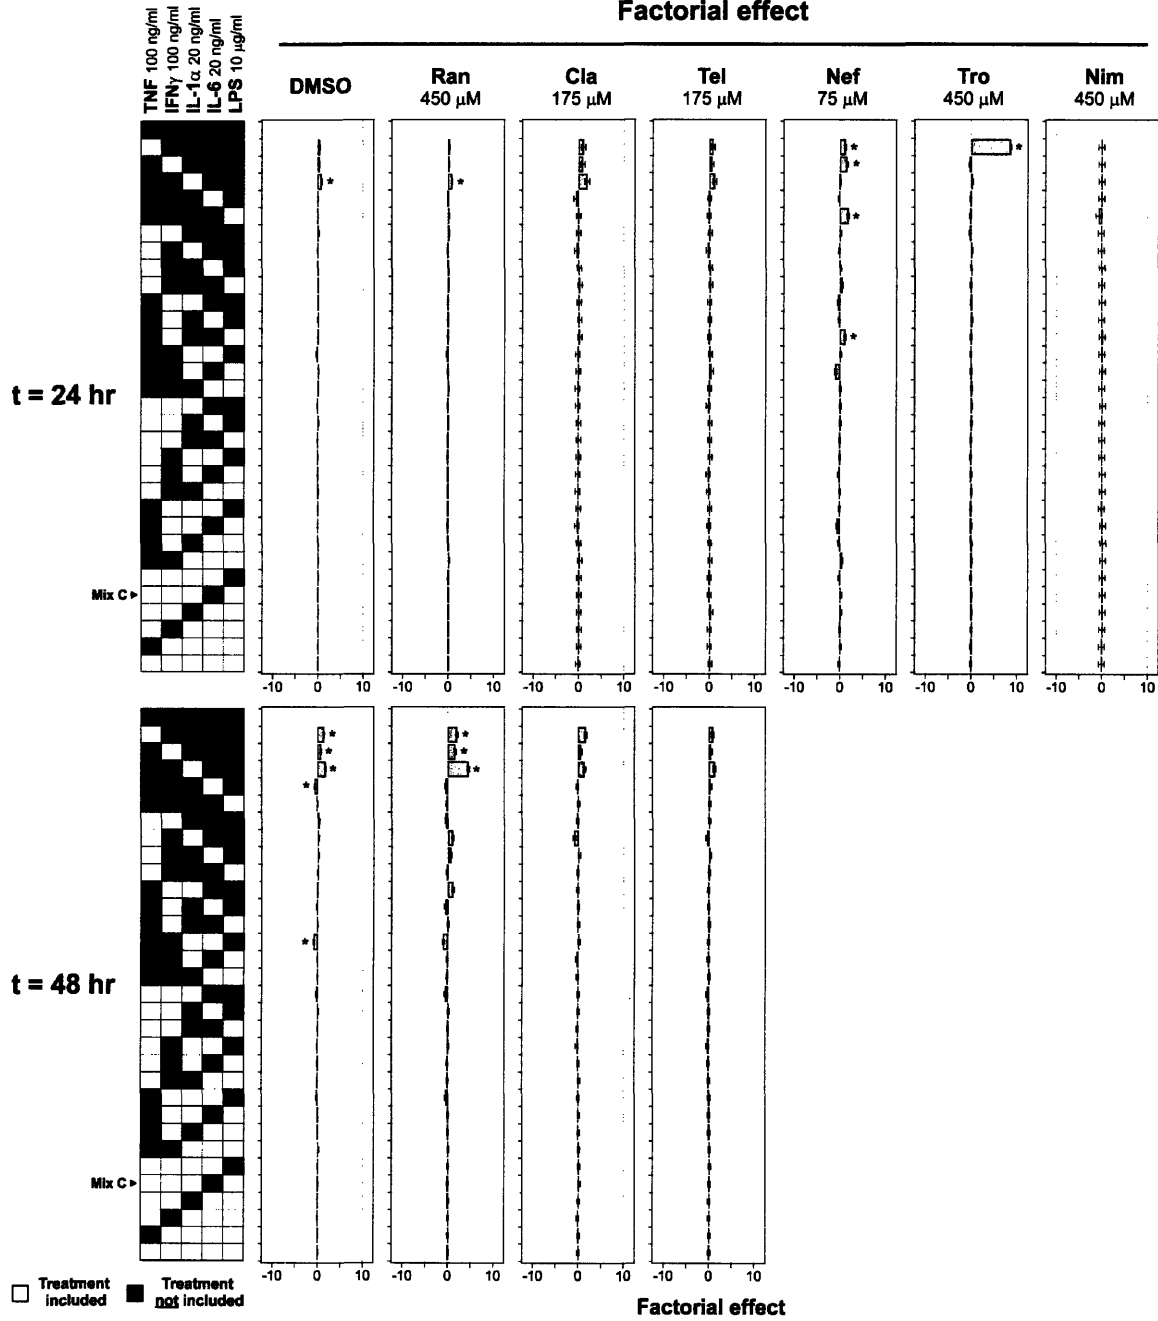 Factorial effect
TNF 100 ng/ml
IFNγ 100 ng/ml
IL-1α 20 ng/ml
IL-6 20 ng/ml
LPS 10 μg/ml
DMSO
Ran
450 μM
Cla
175 μM
Tel
175 μM
Nef
75 μM
Tro
450 μM
Nim
450 μM
* *
* *
* *
*
*
*
t = 24 hr
Mix C
-10 0 10 -10 0 10 -10 0 10 -10 0 10 -10 0 10 -10 0 10 -10 0 10
* *
* *
* *
*
*
t = 48 hr
Mix C
-10 0 10 -10 0 10 -10 0 10 -10 0 10
Treatment included
Treatment not included
Factorial effect